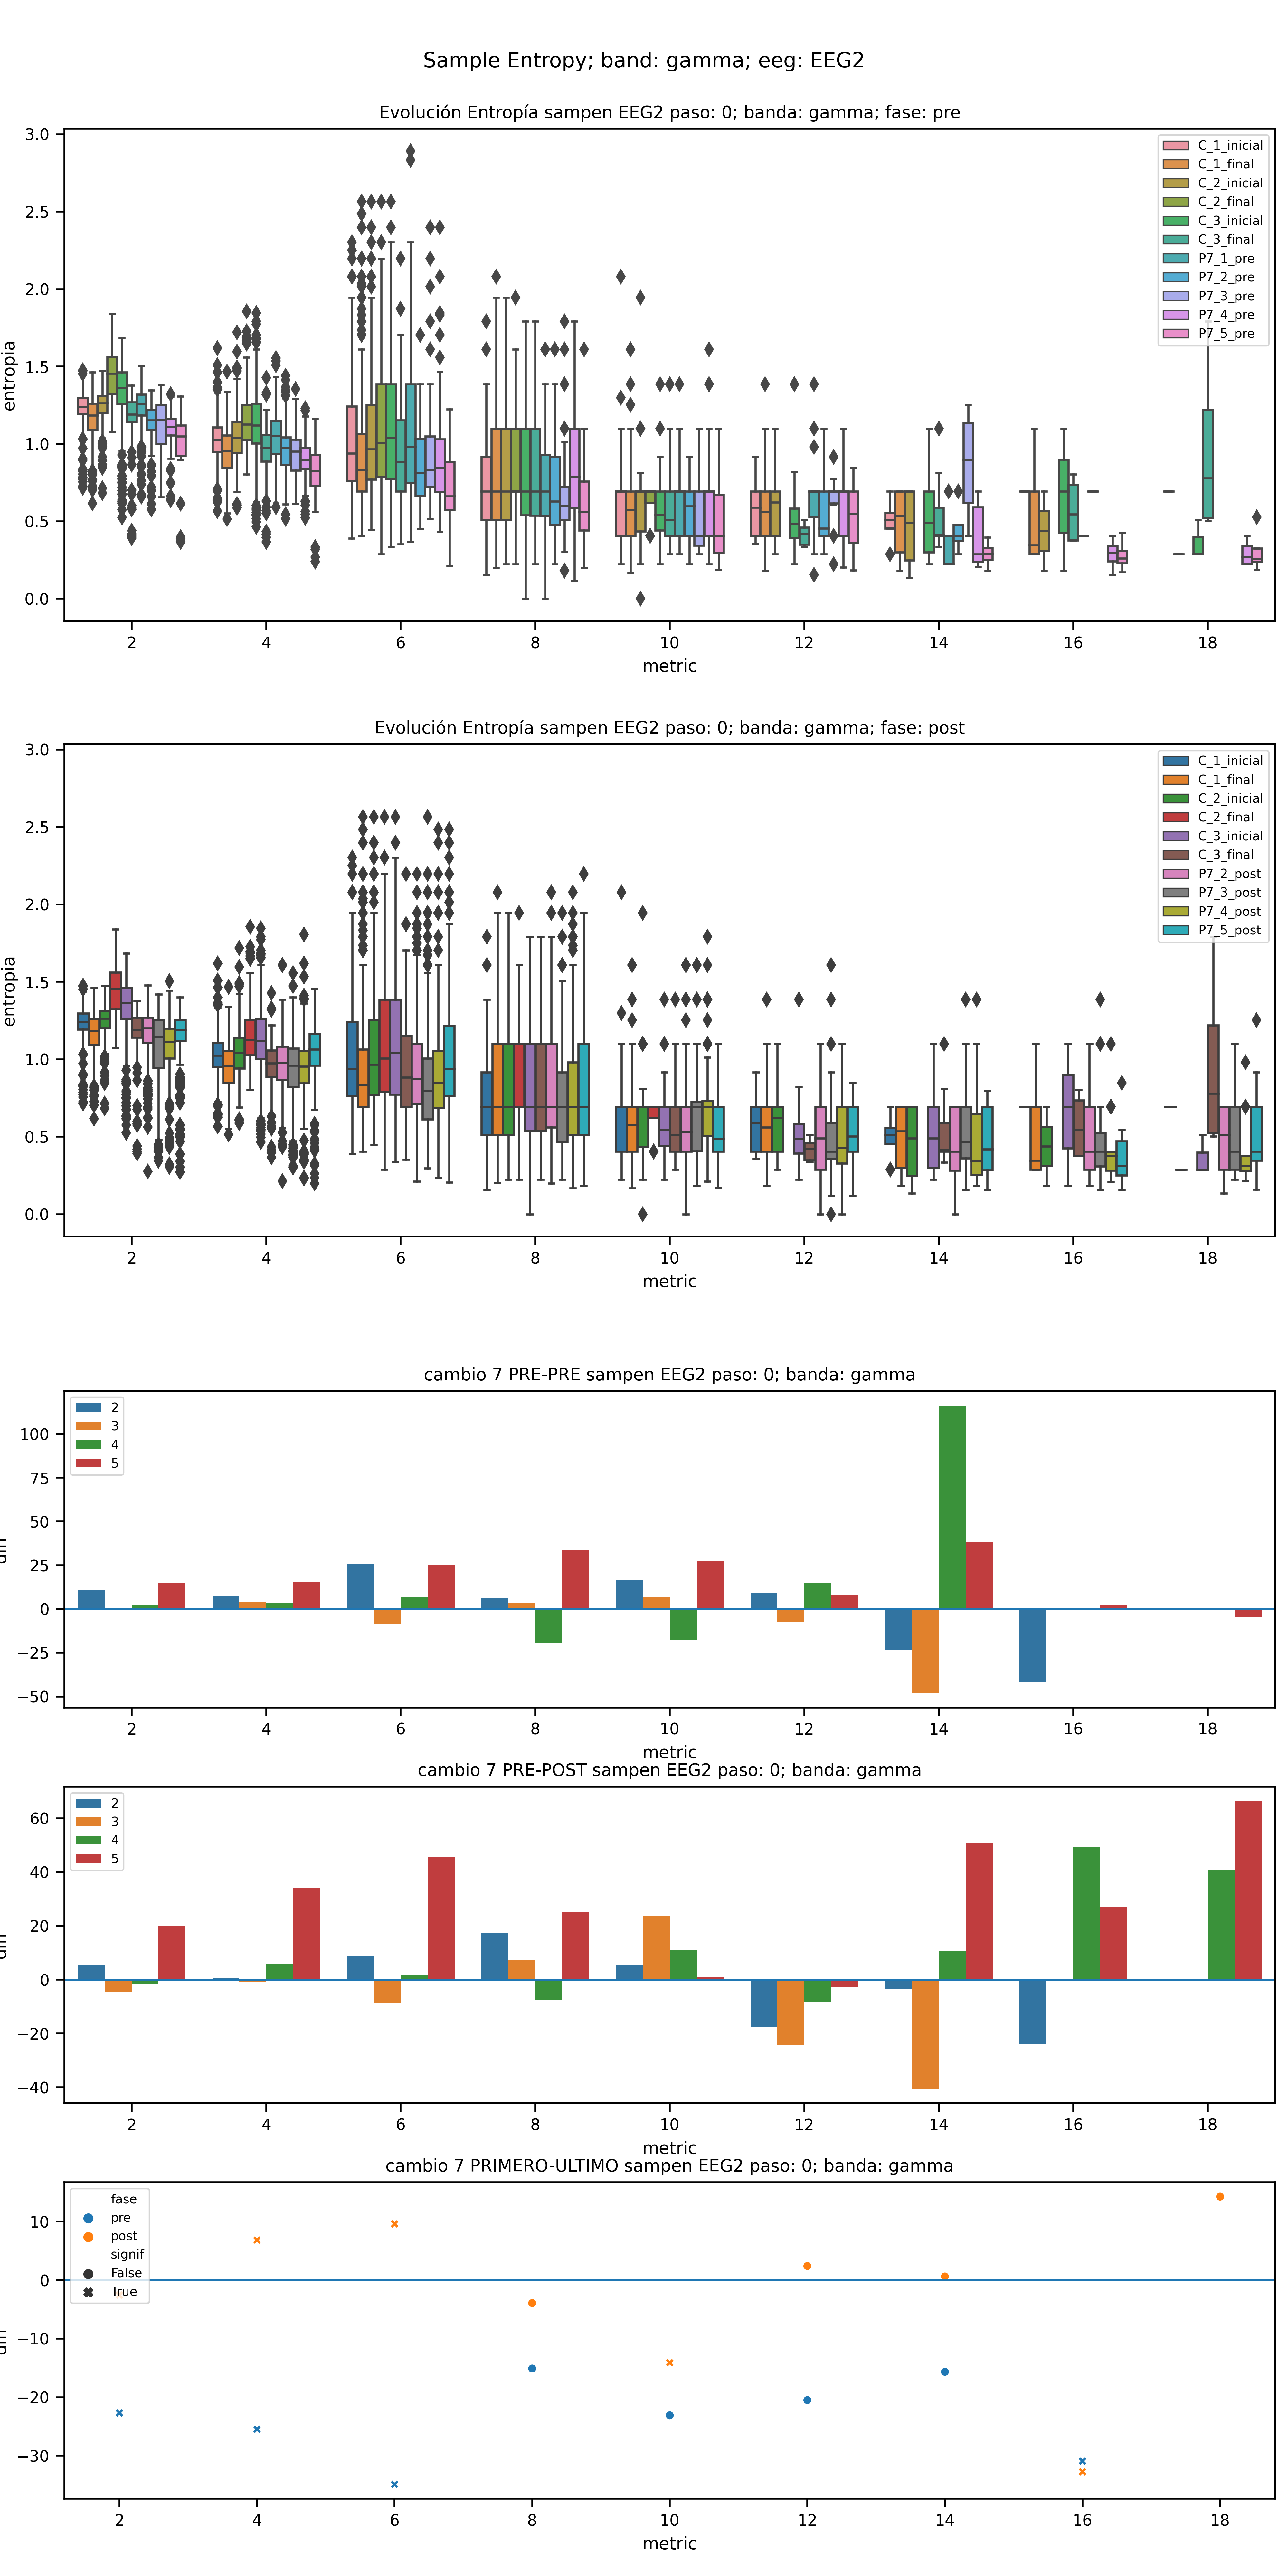 Sample Entropy; band: gamma; eeg: EEG2
Evolución Entropía sampen EEG2 paso: 0; banda: gamma; fase: pre
3.0
2.5
2.0
1.5
1.0
0.5
0.0
entropia
C_1_inicial
C_1_final
C_2_inicial
C_2_final
C_3_inicial
C_3_final
P7_1_pre
P7_2_pre
P7_3_pre
P7_4_pre
P7_5_pre
2 4 6 8 10 12 14 16 18
metric
Evolución Entropía sampen EEG2 paso: 0; banda: gamma; fase: post
3.0
2.5
2.0
1.5
1.0
0.5
0.0
entropia
C_1_inicial
C_1_final
C_2_inicial
C_2_final
C_3_inicial
C_3_final
P7_2_post
P7_3_post
P7_4_post
P7_5_post
2 4 6 8 10 12 14 16 18
metric
cambio 7 PRE-PRE sampen EEG2 paso: 0; banda: gamma
2
3
4
5
100
75
50
25
0
−25
−50
2 4 6 8 10 12 14 16 18
metric
cambio 7 PRE-POST sampen EEG2 paso: 0; banda: gamma
2
3
4
5
60
40
20
0
−20
−40
2 4 6 8 10 12 14 16 18
metric
cambio 7 PRIMERO-ULTIMO sampen EEG2 paso: 0; banda: gamma
fase
pre
post
signif
False
True
10
0
−10
−20
−30
2 4 6 8 10 12 14 16 18
metric